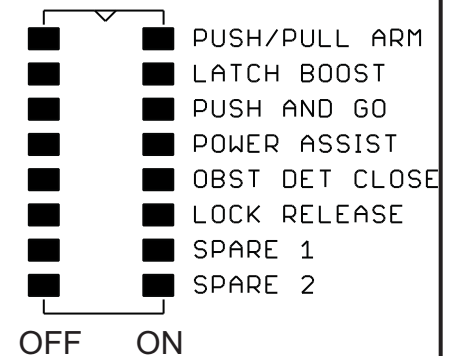 PUSH/PULL ARM
LATCH BOOST
PUSH AND GO
POWER ASSIST
OBST DET CLOSE
LOCK RELEASE
SPARE 1
SPARE 2
OFF ON